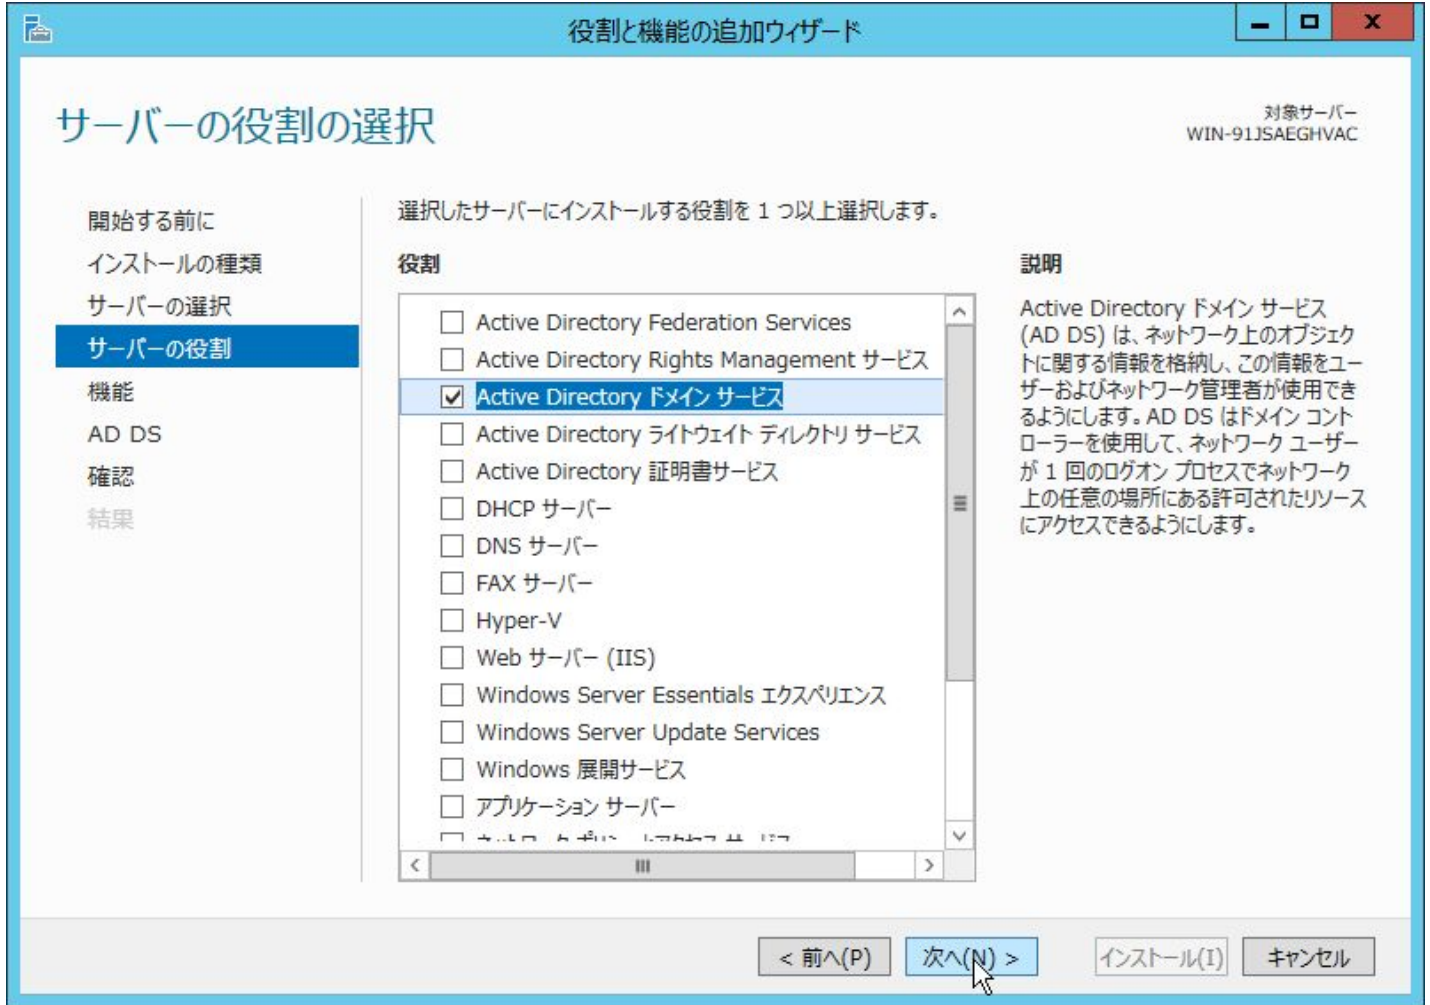 役割と機能の追加ウィザード
サーバーの役割の選択
対象サーバー
WIN-91JSAEGHVAC
開始する前に
インストールの種類
サーバーの選択
サーバーの役割
機能
AD DS
確認
結果
選択したサーバーにインストールする役割を 1 つ以上選択します。
役割
Active Directory Federation Services
Active Directory Rights Management サービス
Active Directory ドメイン サービス
Active Directory ライトウェイト ディレクトリ サービス
Active Directory 証明書サービス
DHCP サーバー
DNS サーバー
FAX サーバー
Hyper-V
Web サーバー (IIS)
Windows Server Essentials エクスペリエンス
Windows Server Update Services
Windows 展開サービス
アプリケーション サーバー
説明
Active Directory ドメイン サービス
(AD DS) は、ネットワーク上のオブジェク
トに関する情報を格納し、この情報をユー
ザーおよびネットワーク管理者が使用でき
るようにします。AD DS はドメイン コント
ローラーを使用して、ネットワーク ユーザー
が 1 回のログオン プロセスでネットワーク
上の任意の場所にある許可されたリソース
にアクセスできるようにします。
< 前へ(P)
次へ(N) >
インストール(I)
キャンセル